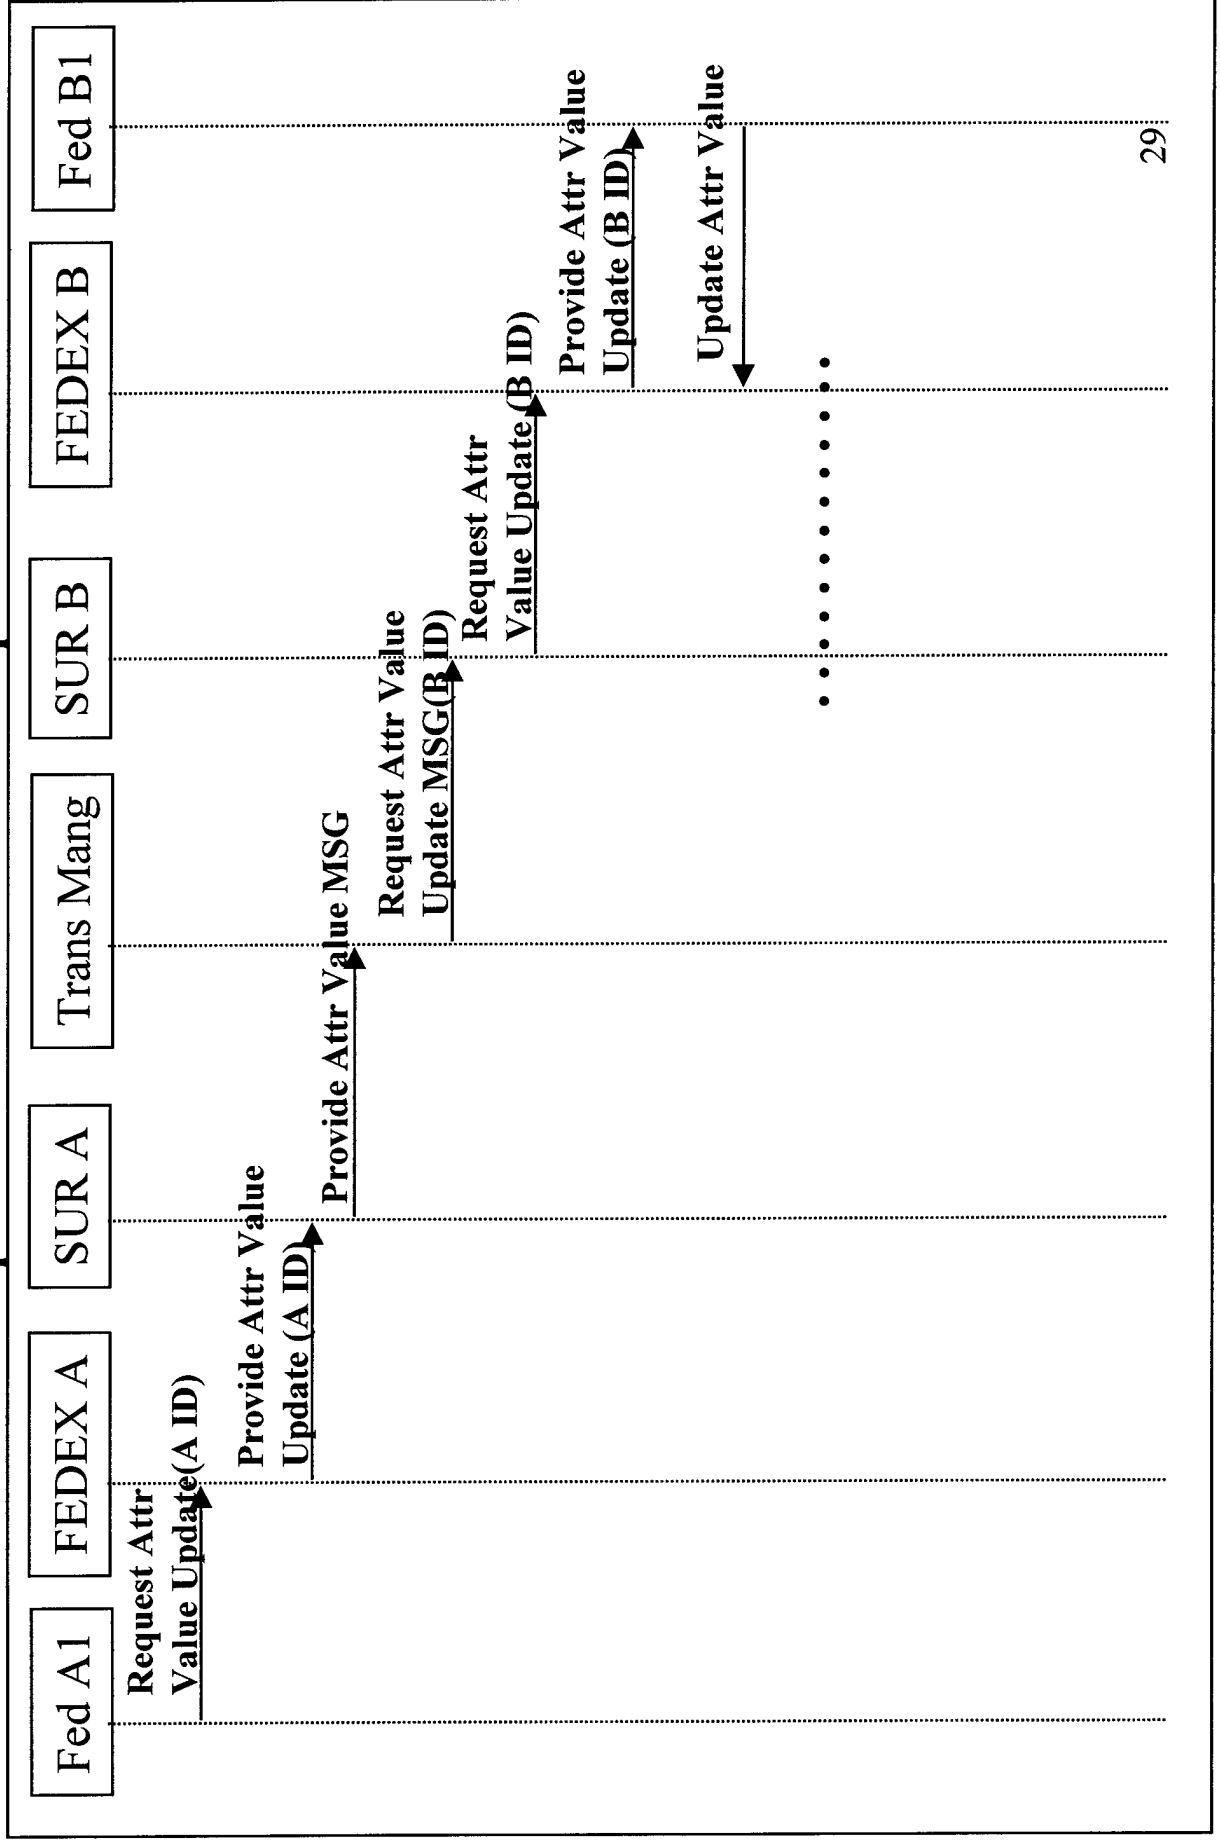 Fed A1
FEDEX A
SUR A
Trans Mang
SUR B
FEDEX B
Fed B1
Request Attr
Value Update(A ID)
Provide Attr Value
Update (A ID)
Provide Attr Value MSG
Request Attr Value
Update MSG(B ID)
Request Attr
Value Update (B ID)
Provide Attr Value
Update (B ID)
Update Attr Value
29